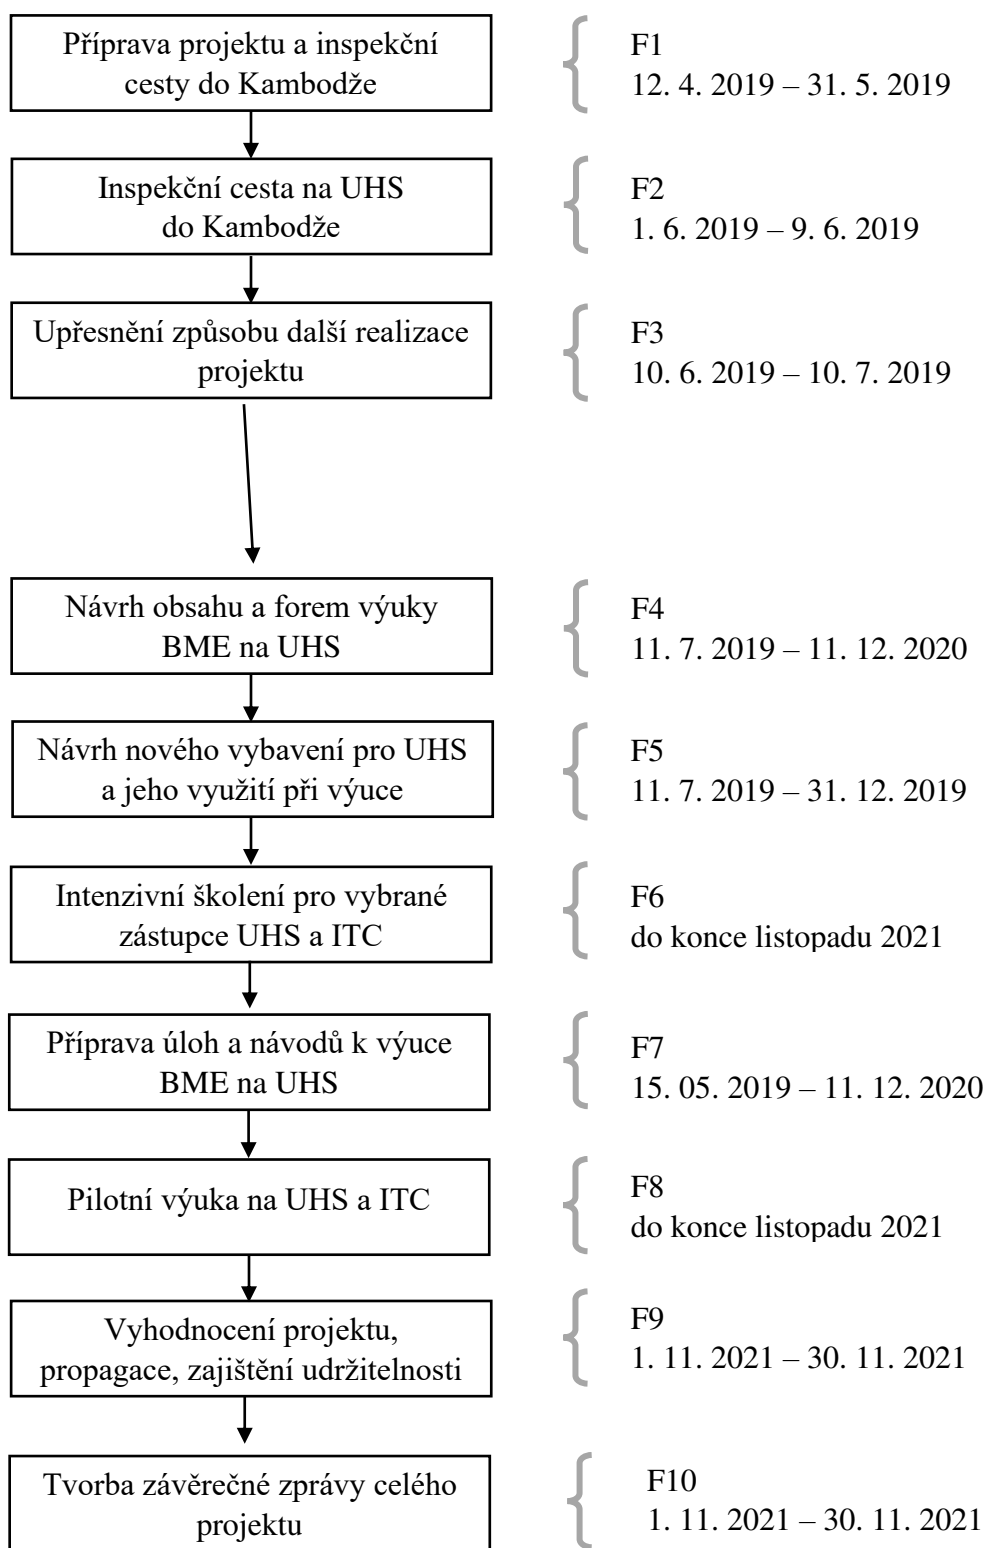 Příprava projektu a inspekční
cesty do Kambodže
F1
12. 4. 2019 – 31. 5. 2019
Inspekční cesta na UHS
do Kambodže
F2
1. 6. 2019 – 9. 6. 2019
Upřesnění způsobu další realizace
projektu
F3
10. 6. 2019 – 10. 7. 2019
Návrh obsahu a forem výuky
BME na UHS
F4
11. 7. 2019 – 11. 12. 2020
Návrh nového vybavení pro UHS
a jeho využití při výuce
F5
11. 7. 2019 – 31. 12. 2019
Intenzivní školení pro vybrané
zástupce UHS a ITC
F6
do konce listopadu 2021
Příprava úloh a návodů k výuce
BME na UHS
F7
15. 05. 2019 – 11. 12. 2020
Pilotní výuka na UHS a ITC
F8
do konce listopadu 2021
Vyhodnocení projektu,
propagace, zajištění udržitelnosti
F9
1. 11. 2021 – 30. 11. 2021
Tvorba závěrečné zprávy celého
projektu
F10
1. 11. 2021 – 30. 11. 2021